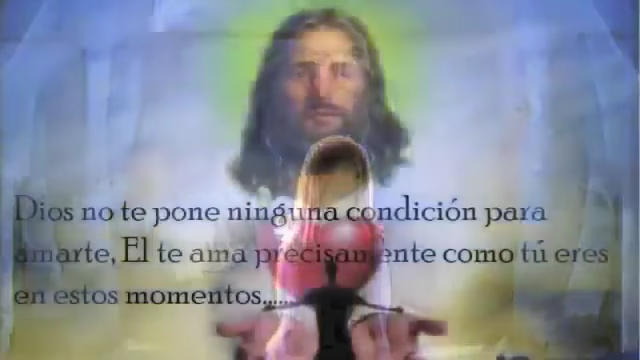 Dios no te pone ninguna condición para
amarte, El te ama precisamente como tú eres
en estos momentos......